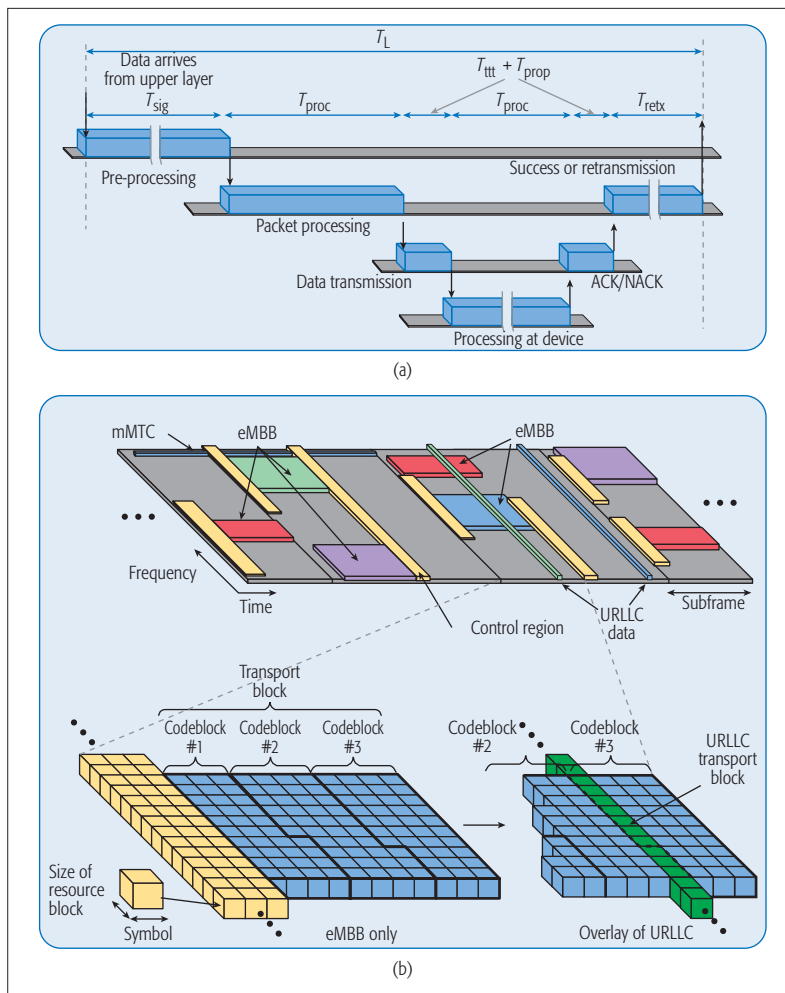 T_L
Data arrives
from upper layer
T_ttt + T_prop
T_sig
T_proc
T_proc
T_retx
Pre-processing
Success or retransmission
Packet processing
Data transmission
ACK/NACK
Processing at device
(a)
mMTC
eMBB
eMBB
Frequency
Time
Control region
URLLC
data
Subframe
Transport
block
Codeblock
#1
Codeblock
#2
Codeblock
#3
Codeblock
#2
Codeblock
#3
URLLC
transport
block
Size of
resource
block
Symbol
eMBB only
Overlay of URLLC
(b)